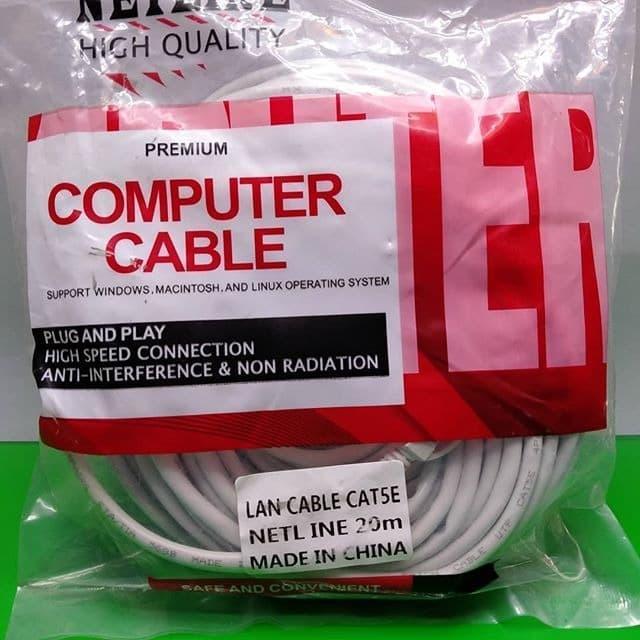 NETLINE
HIGH QUALITY
PREMIUM
COMPUTER
CABLE
SUPPORT WINDOWS, MACINTOSH, AND LINUX OPERATING SYSTEM
PLUG AND PLAY
HIGH SPEED CONNECTION
ANTI-INTERFERENCE & NON RADIATION
LAN CABLE CAT5E
NETL INE 20m
MADE IN CHINA
SAFE AND CONVENIENT